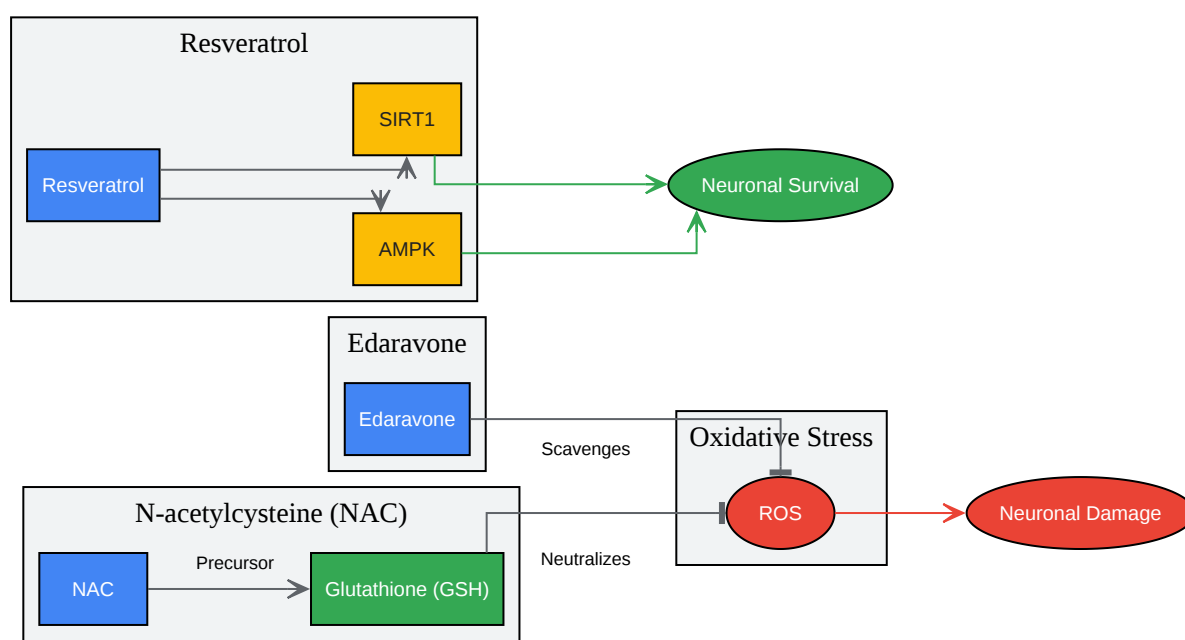 Resveratrol
SIRT1
Resveratrol
Neuronal Survival
AMPK
Edaravone
Edaravone
Scavenges
Oxidative Stress
ROS
Neuronal Damage
N-acetylcysteine (NAC)
Neutralizes
Precursor
NAC
Glutathione (GSH)